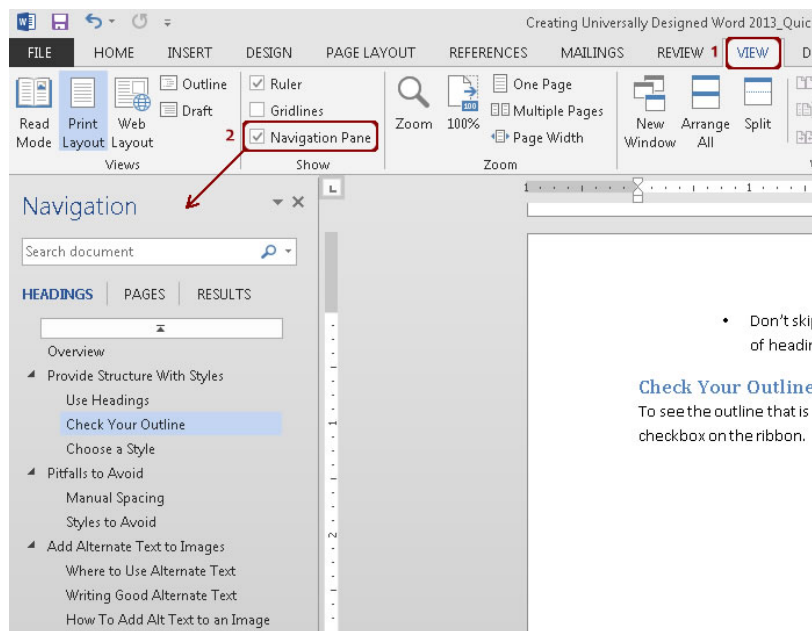 Creating Universally Designed Word 2013_Quic
FILE HOME INSERT DESIGN PAGE LAYOUT REFERENCES MAILINGS REVIEW 1 VIEW D
Read Mode
Print Layout
Web Layout
Outline
Draft
Views
Ruler
Gridlines
2 Navigation Pane
Show
Zoom
100%
One Page
Multiple Pages
Page Width
Zoom
New Window
Arrange All
Split
Navigation
Search document
HEADINGS PAGES RESULTS
Overview
Provide Structure With Styles
Use Headings
Check Your Outline
Choose a Style
Pitfalls to Avoid
Manual Spacing
Styles to Avoid
Add Alternate Text to Images
Where to Use Alternate Text
Writing Good Alternate Text
How To Add Alt Text to an Image
L
1 1
1
2
• Don't ski
of headi
Check Your Outline
To see the outline that is
checkbox on the ribbon.